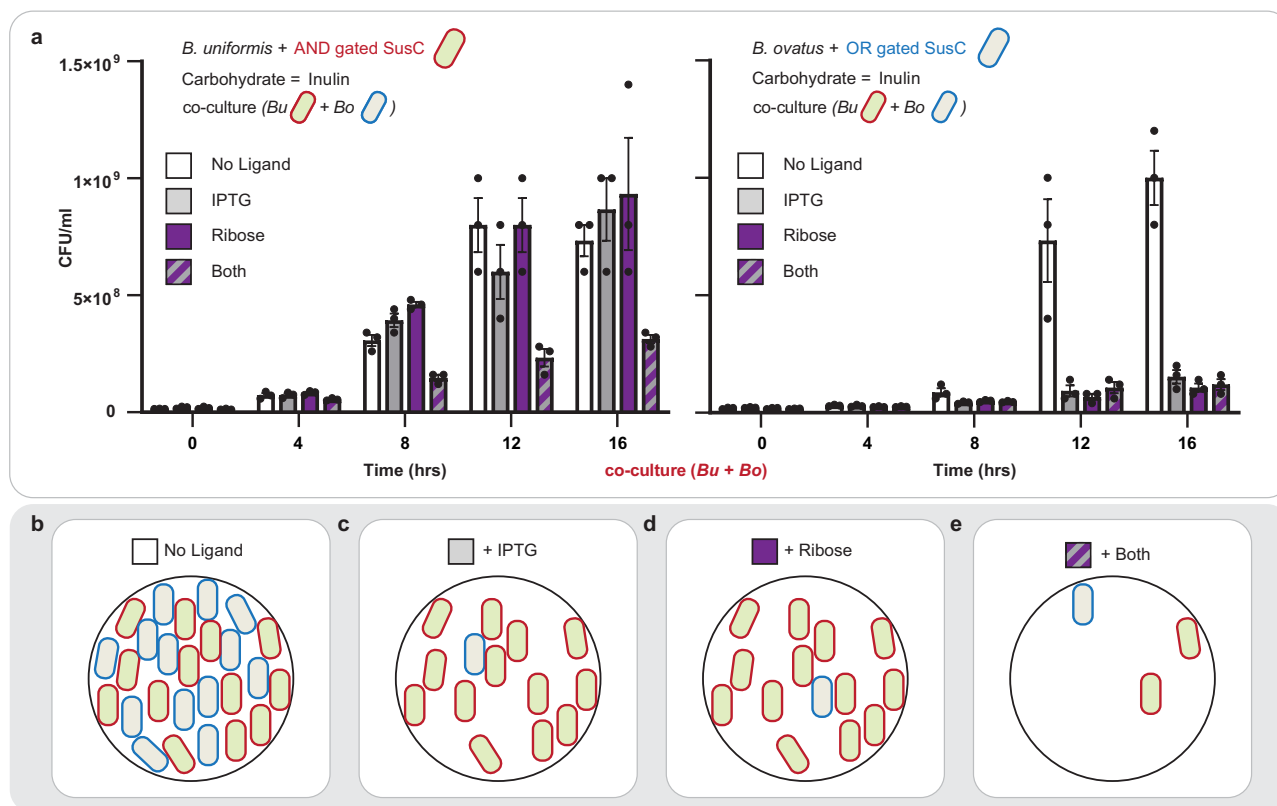 a
B. uniformis + AND gated SusC
Carbohydrate = Inulin
co-culture (Bu + Bo )
No Ligand
IPTG
Ribose
Both
CFU/ml
1.5×10⁹
1×10⁹
5×10⁸
0
0 4 8 12 16
Time (hrs)
B. ovatus + OR gated SusC
Carbohydrate = Inulin
co-culture (Bu + Bo )
No Ligand
IPTG
Ribose
Both
0 4 8 12 16
Time (hrs)
co-culture (Bu + Bo)
b
No Ligand
c
+ IPTG
d
+ Ribose
e
+ Both